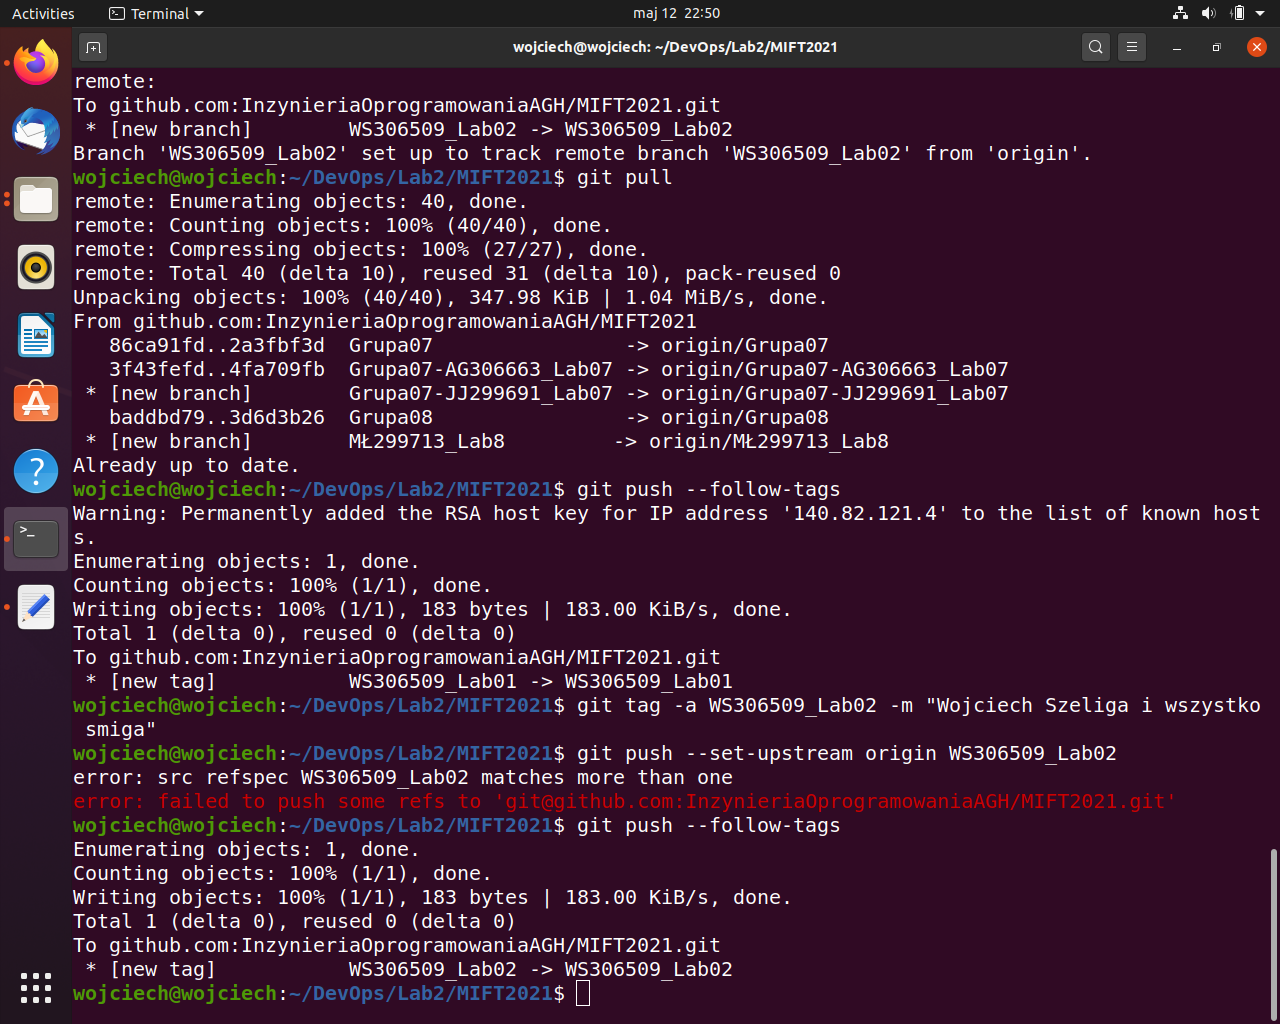 Activities Terminal maj 12 22:50
wojciech@wojciech: ~/DevOps/Lab2/MIFT2021
remote:
To github.com:InzynieriaOprogramowaniaAGH/MIFT2021.git
 * [new branch]        WS306509_Lab02 -> WS306509_Lab02
Branch 'WS306509_Lab02' set up to track remote branch 'WS306509_Lab02' from 'origin'.
wojciech@wojciech:~/DevOps/Lab2/MIFT2021$ git pull
remote: Enumerating objects: 40, done.
remote: Counting objects: 100% (40/40), done.
remote: Compressing objects: 100% (27/27), done.
remote: Total 40 (delta 10), reused 31 (delta 10), pack-reused 0
Unpacking objects: 100% (40/40), 347.98 KiB | 1.04 MiB/s, done.
From github.com:InzynieriaOprogramowaniaAGH/MIFT2021
   86ca91fd..2a3fbf3d  Grupa07                -> origin/Grupa07
   3f43fefd..4fa709fb  Grupa07-AG306663_Lab07 -> origin/Grupa07-AG306663_Lab07
 * [new branch]        Grupa07-JJ299691_Lab07 -> origin/Grupa07-JJ299691_Lab07
   baddbd79..3d6d3b26  Grupa08                -> origin/Grupa08
 * [new branch]        MŁ299713_Lab8         -> origin/MŁ299713_Lab8
Already up to date.
wojciech@wojciech:~/DevOps/Lab2/MIFT2021$ git push --follow-tags
Warning: Permanently added the RSA host key for IP address '140.82.121.4' to the list of known host
s.
Enumerating objects: 1, done.
Counting objects: 100% (1/1), done.
Writing objects: 100% (1/1), 183 bytes | 183.00 KiB/s, done.
Total 1 (delta 0), reused 0 (delta 0)
To github.com:InzynieriaOprogramowaniaAGH/MIFT2021.git
 * [new tag]           WS306509_Lab01 -> WS306509_Lab01
wojciech@wojciech:~/DevOps/Lab2/MIFT2021$ git tag -a WS306509_Lab02 -m "Wojciech Szeliga i wszystko
 smiga"
wojciech@wojciech:~/DevOps/Lab2/MIFT2021$ git push --set-upstream origin WS306509_Lab02
error: src refspec WS306509_Lab02 matches more than one
error: failed to push some refs to 'git@github.com:InzynieriaOprogramowaniaAGH/MIFT2021.git'
wojciech@wojciech:~/DevOps/Lab2/MIFT2021$ git push --follow-tags
Enumerating objects: 1, done.
Counting objects: 100% (1/1), done.
Writing objects: 100% (1/1), 183 bytes | 183.00 KiB/s, done.
Total 1 (delta 0), reused 0 (delta 0)
To github.com:InzynieriaOprogramowaniaAGH/MIFT2021.git
 * [new tag]           WS306509_Lab02 -> WS306509_Lab02
wojciech@wojciech:~/DevOps/Lab2/MIFT2021$